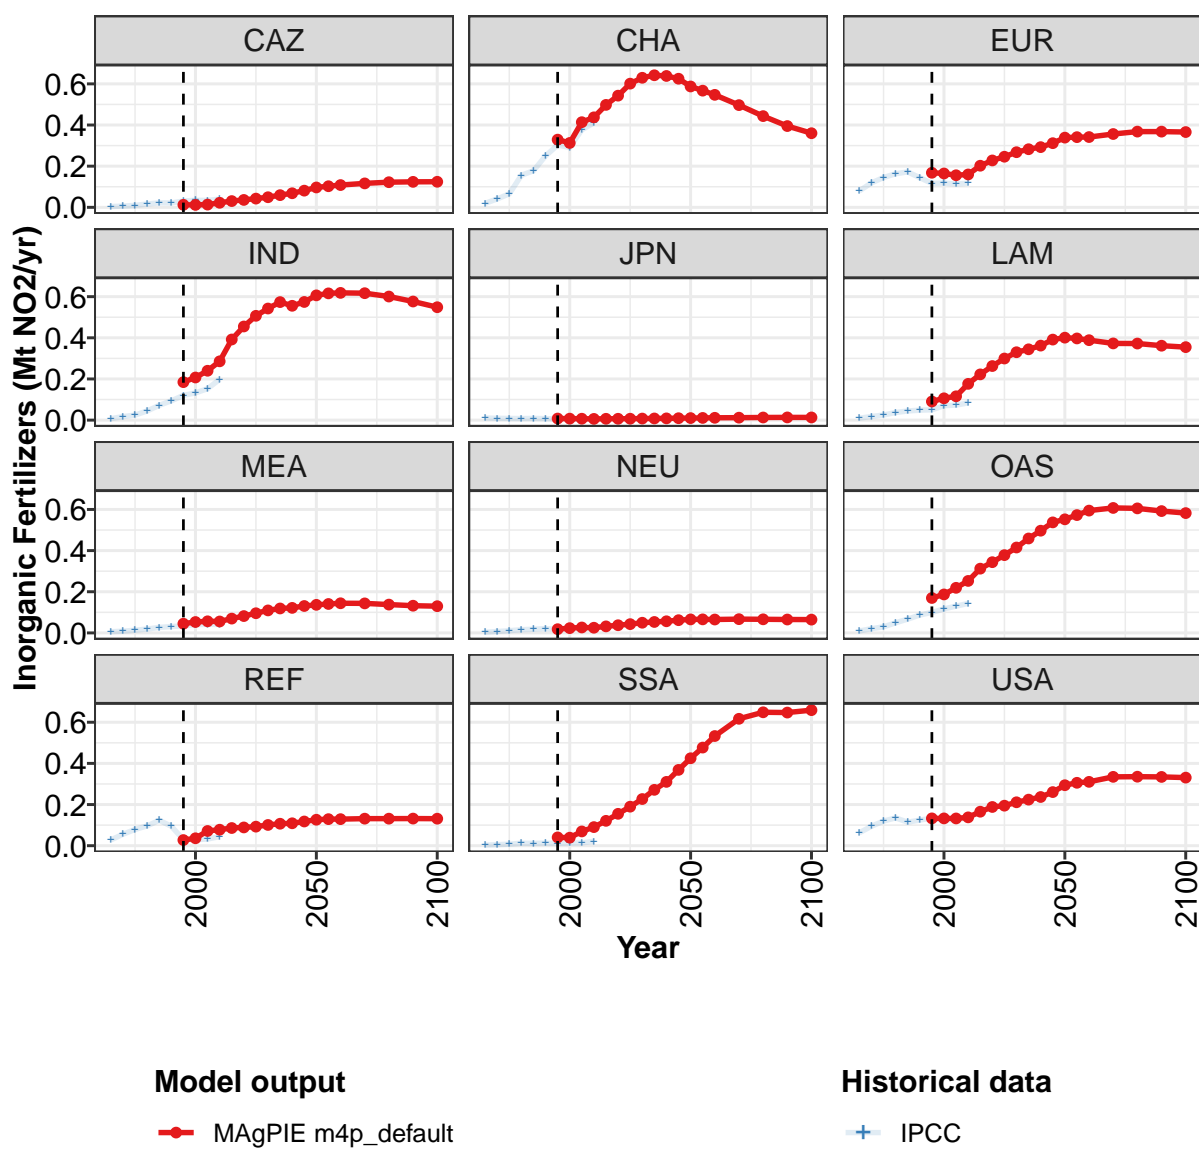 CAZ CHA EUR
0.6
0.4
0.2
0.0
IND JPN LAM
0.6
0.4
0.2
0.0
MEA NEU OAS
0.6
0.4
0.2
0.0
REF SSA USA
0.6
0.4
0.2
0.0
Inorganic Fertilizers (Mt NO2/yr)
2000 2050 2100 2000 2050 2100 2000 2050 2100
Year
Model output Historical data
MAgPIE m4p_default IPCC